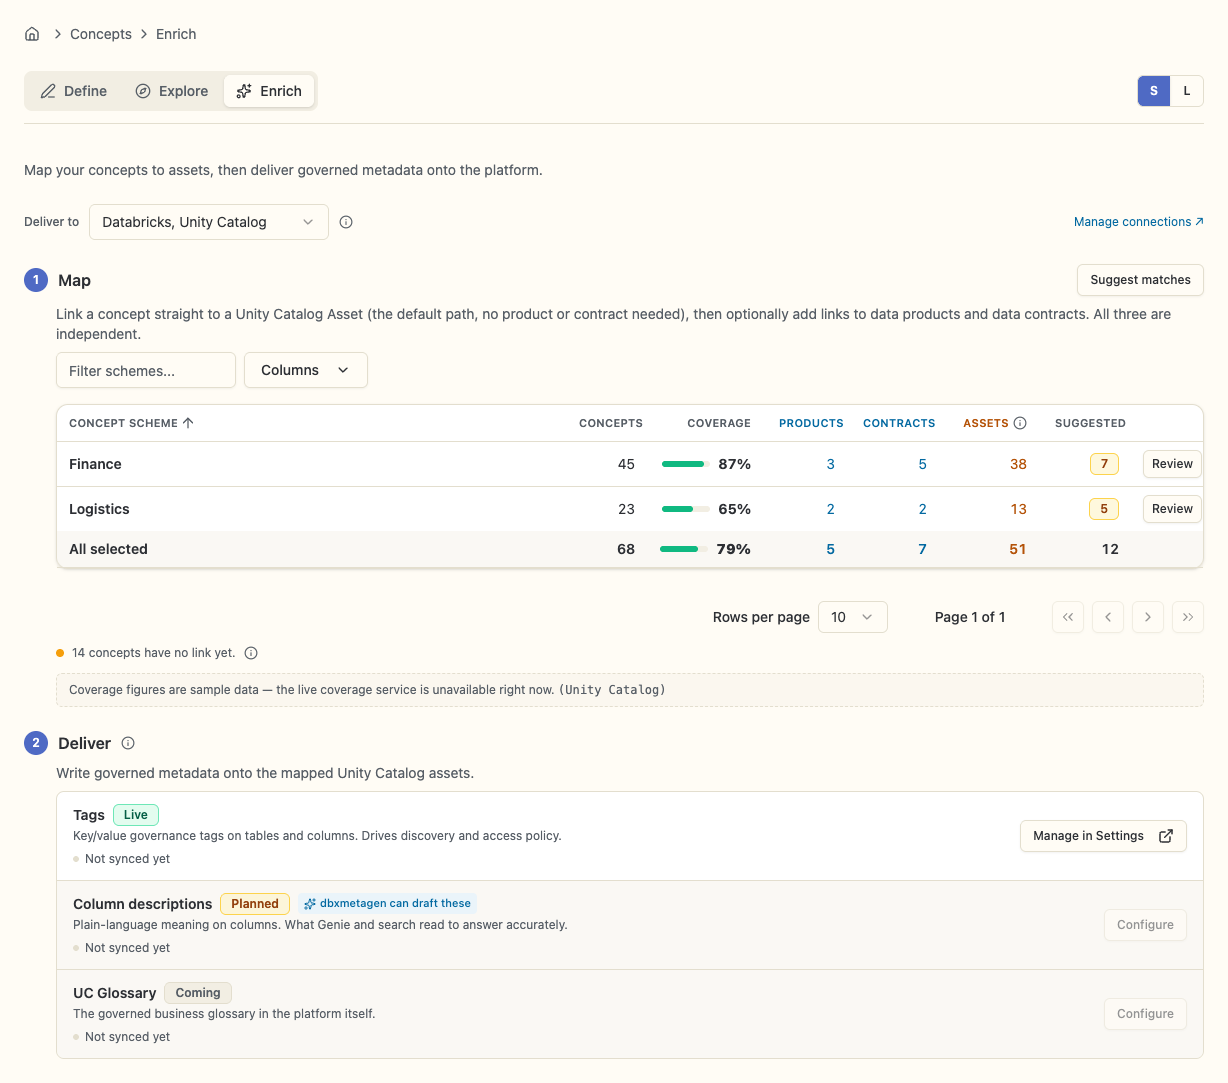 Concepts Enrich
Define Explore Enrich
S L
Map your concepts to assets, then deliver governed metadata onto the platform.
Deliver to Databricks, Unity Catalog
Manage connections
1 Map
Suggest matches
Link a concept straight to a Unity Catalog Asset (the default path, no product or contract needed), then optionally add links to data products and data contracts. All three are
independent.
Filter schemes... Columns
CONCEPT SCHEME CONCEPTS COVERAGE PRODUCTS CONTRACTS ASSETS SUGGESTED
Finance 45 87% 3 5 38 7 Review
Logistics 23 65% 2 2 13 5 Review
All selected 68 79% 5 7 51 12
Rows per page 10 Page 1 of 1
14 concepts have no link yet.
Coverage figures are sample data — the live coverage service is unavailable right now. (Unity Catalog)
2 Deliver
Write governed metadata onto the mapped Unity Catalog assets.
Tags Live
Key/value governance tags on tables and columns. Drives discovery and access policy.
Not synced yet
Manage in Settings
Column descriptions Planned dbxmetagen can draft these
Plain-language meaning on columns. What Genie and search read to answer accurately.
Not synced yet
Configure
UC Glossary Coming
The governed business glossary in the platform itself.
Not synced yet
Configure